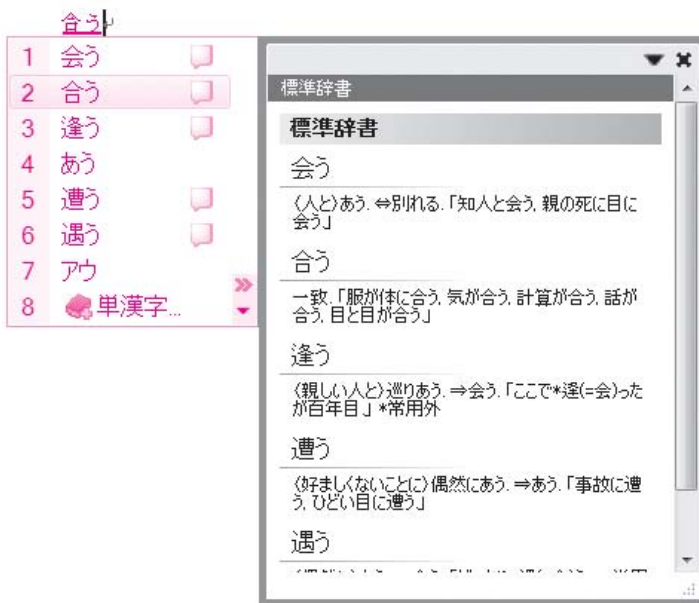 合う
1 会う
2 合う
3 逢う
4 あう
5 遭う
6 遇う
7 アウ
8 単漢字...
標準辞書
標準辞書
会う
〈人と〉あう.⇔別れる.「知人と会う, 親の死に目に
会う」
合う
一致.「服が体に合う, 気が合う, 計算が合う, 話が
合う, 目と目が合う」
逢う
〈親しい人と〉巡りあう.⇒会う.「ここで*逢(=会)った
が百年目.」*常用外
遭う
〈好ましくないことに〉偶然にあう.⇒あう.「事故に遭
う, ひどい目に遭う」
遇う